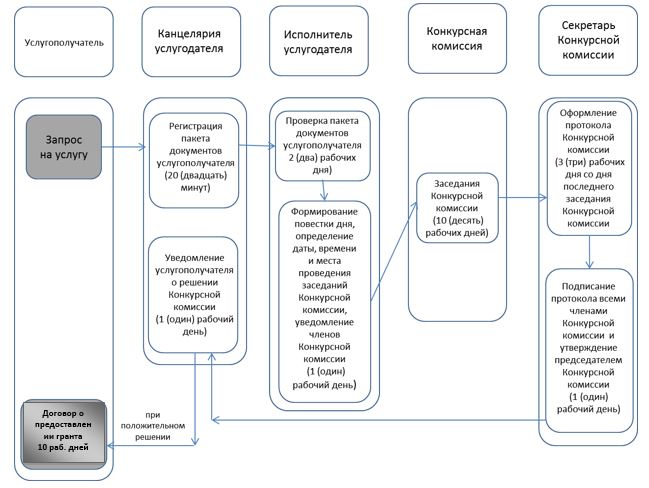 Услугополучатель
Канцелярия
услугодателя
Исполнитель
услугодателя
Конкурсная
комиссия
Секретарь
Конкурсной
комиссии
Запрос
на услугу
Регистрация
пакета
документов
услугополучателя
(20 (двадцать)
минут)
Проверка пакета
документов
услугополучателя
2 (два) рабочих
дня)
Формирование
повестки дня,
определение
даты, времени
и места
проведения
заседаний
Конкурсной
комиссии,
уведомление
членов
Конкурсной
комиссии
(1 (один)
рабочий день)
Заседания
Конкурсной
комиссии
(10 (десять)
рабочих дней)
Оформление
протокола
Конкурсной
комиссии
(3 (три) рабочих
дня со дня
последнего
заседания
Конкурсной
комиссии
Подписание
протокола всеми
членами
Конкурсной
комиссии и
утверждение
председателем
Конкурсной
комиссии
(1 (один)
рабочий день)
Уведомление
услугополучателя
о решении
Конкурсной
комиссии
(1 (один) рабочий
день)
при
положительном
решении
Договор о
предоставлен
ии гранта
10 раб. дней